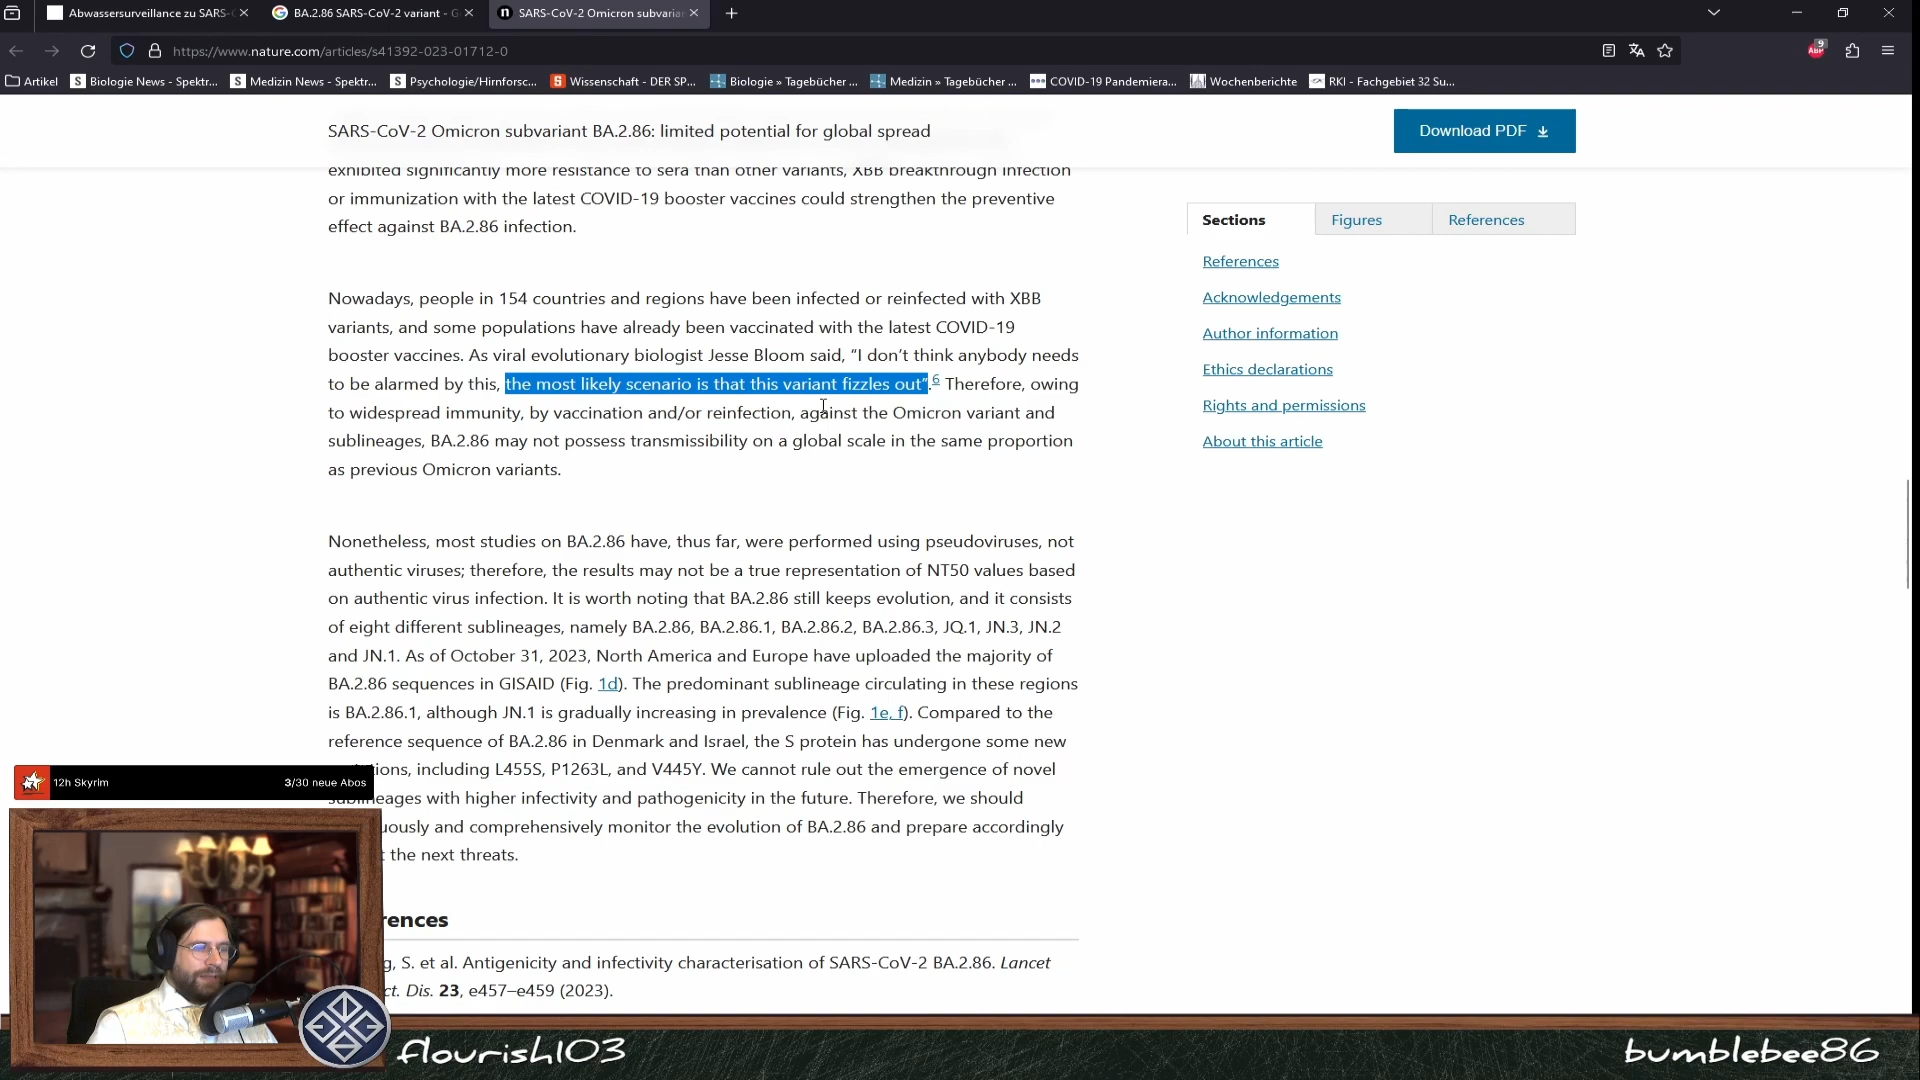 Abwassersurveillance zu SARS-C
BA.2.86 SARS-CoV-2 variant - G
n SARS-CoV-2 Omicron subvarian
https://www.nature.com/articles/s41392-023-01712-0
9
Artikel
S Biologie News - Spektr...
S Medizin News - Spektr...
S Psychologie/Hirnforsc...
S Wissenschaft - DER SP...
Biologie » Tagebücher ...
Medizin » Tagebücher ...
COVID-19 Pandemiera...
Wochenberichte
RKI - Fachgebiet 32 Su...
SARS-CoV-2 Omicron subvariant BA.2.86: limited potential for global spread
Download PDF
exhibited significantly more resistance to sera than other variants, XBB breakthrough infection
or immunization with the latest COVID-19 booster vaccines could strengthen the preventive
effect against BA.2.86 infection.
Nowadays, people in 154 countries and regions have been infected or reinfected with XBB
variants, and some populations have already been vaccinated with the latest COVID-19
booster vaccines. As viral evolutionary biologist Jesse Bloom said, "I don't think anybody needs
to be alarmed by this, the most likely scenario is that this variant fizzles out".6 Therefore, owing
to widespread immunity, by vaccination and/or reinfection, against the Omicron variant and
sublineages, BA.2.86 may not possess transmissibility on a global scale in the same proportion
as previous Omicron variants.
Nonetheless, most studies on BA.2.86 have, thus far, were performed using pseudoviruses, not
authentic viruses; therefore, the results may not be a true representation of NT50 values based
on authentic virus infection. It is worth noting that BA.2.86 still keeps evolution, and it consists
of eight different sublineages, namely BA.2.86, BA.2.86.1, BA.2.86.2, BA.2.86.3, JQ.1, JN.3, JN.2
and JN.1. As of October 31, 2023, North America and Europe have uploaded the majority of
BA.2.86 sequences in GISAID (Fig. 1d). The predominant sublineage circulating in these regions
is BA.2.86.1, although JN.1 is gradually increasing in prevalence (Fig. 1e, f). Compared to the
reference sequence of BA.2.86 in Denmark and Israel, the S protein has undergone some new
tions, including L455S, P1263L, and V445Y. We cannot rule out the emergence of novel
sublineages with higher infectivity and pathogenicity in the future. Therefore, we should
uously and comprehensively monitor the evolution of BA.2.86 and prepare accordingly
t the next threats.
rences
g, S. et al. Antigenicity and infectivity characterisation of SARS-CoV-2 BA.2.86. Lancet
ct. Dis. 23, e457–e459 (2023).
Sections
Figures
References
References
Acknowledgements
Author information
Ethics declarations
Rights and permissions
About this article
12h Skyrim
3/30 neue Abos
flourish103
bumblebee86